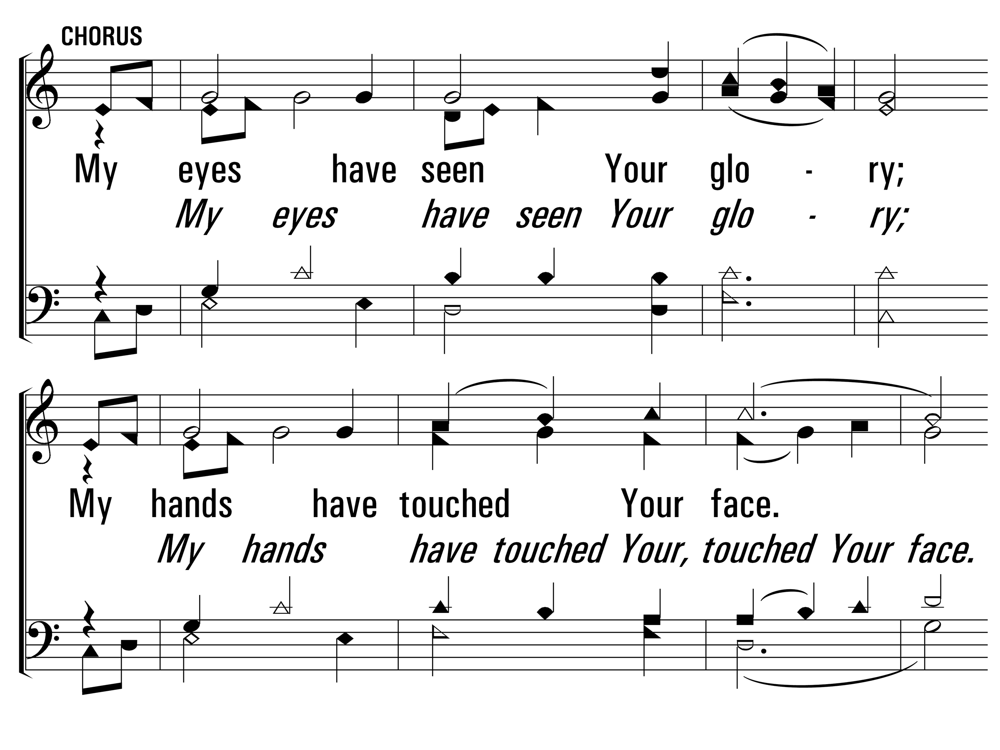 CHORUS
My eyes have seen Your glo - ry;
My eyes have seen Your glo - ry;
My hands have touched Your face.
My hands have touched Your, touched Your face.